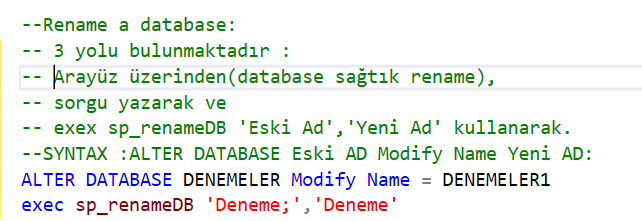 --Rename a database:
-- 3 yolu bulunmaktadır :
-- Arayüz üzerinden(database sağtık rename),
-- sorgu yazarak ve
-- exex sp_renameDB 'Eski Ad','Yeni Ad' kullanarak.
--SYNTAX :ALTER DATABASE Eski AD Modify Name Yeni AD:
ALTER DATABASE DENEMELER Modify Name = DENEMELER1
exec sp_renameDB 'Deneme;','Deneme'